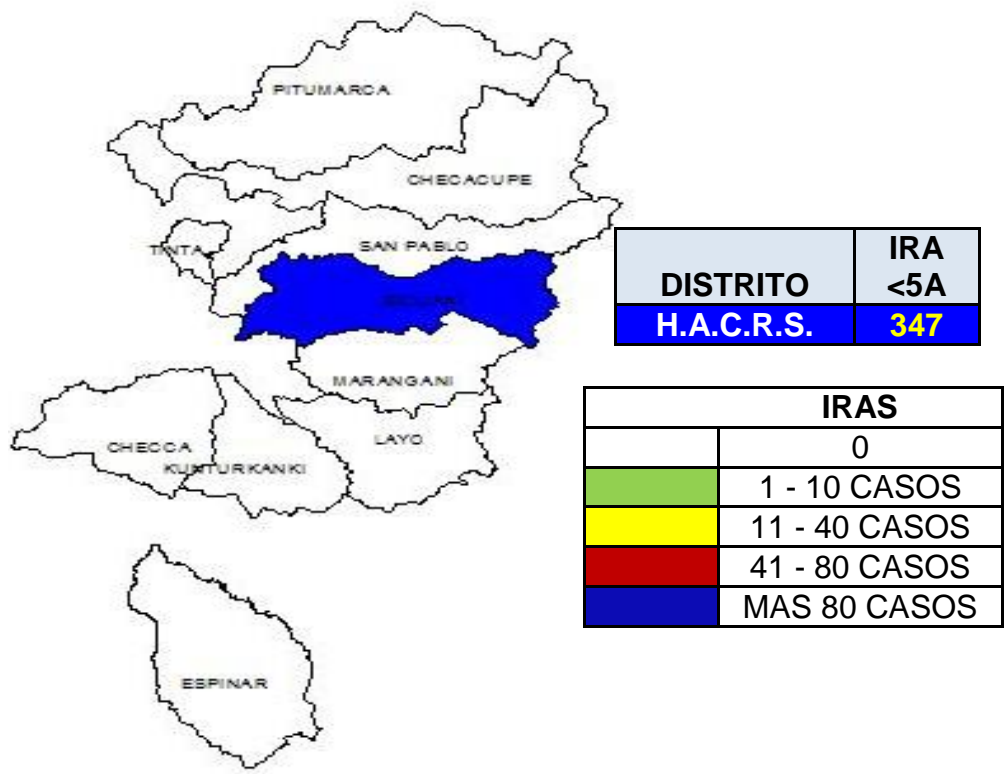 PITUMARCA
CHECACUPE
TINTA
SAN PABLO
SICUANI
MARANGANI
CHECCA
KUNTURKANKI
LAYO
ESPINAR
DISTRITO IRA <5A
H.A.C.R.S. 347
IRAS
0
1 - 10 CASOS
11 - 40 CASOS
41 - 80 CASOS
MAS 80 CASOS